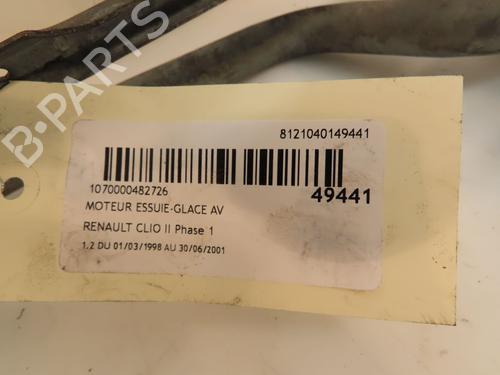 8121040149441
1070000482726
49441
MOTEUR ESSUIE-GLACE AV
RENAULT CLIO II Phase 1
1.2 DU 01/03/1998 AU 30/06/2001
B-PARTS